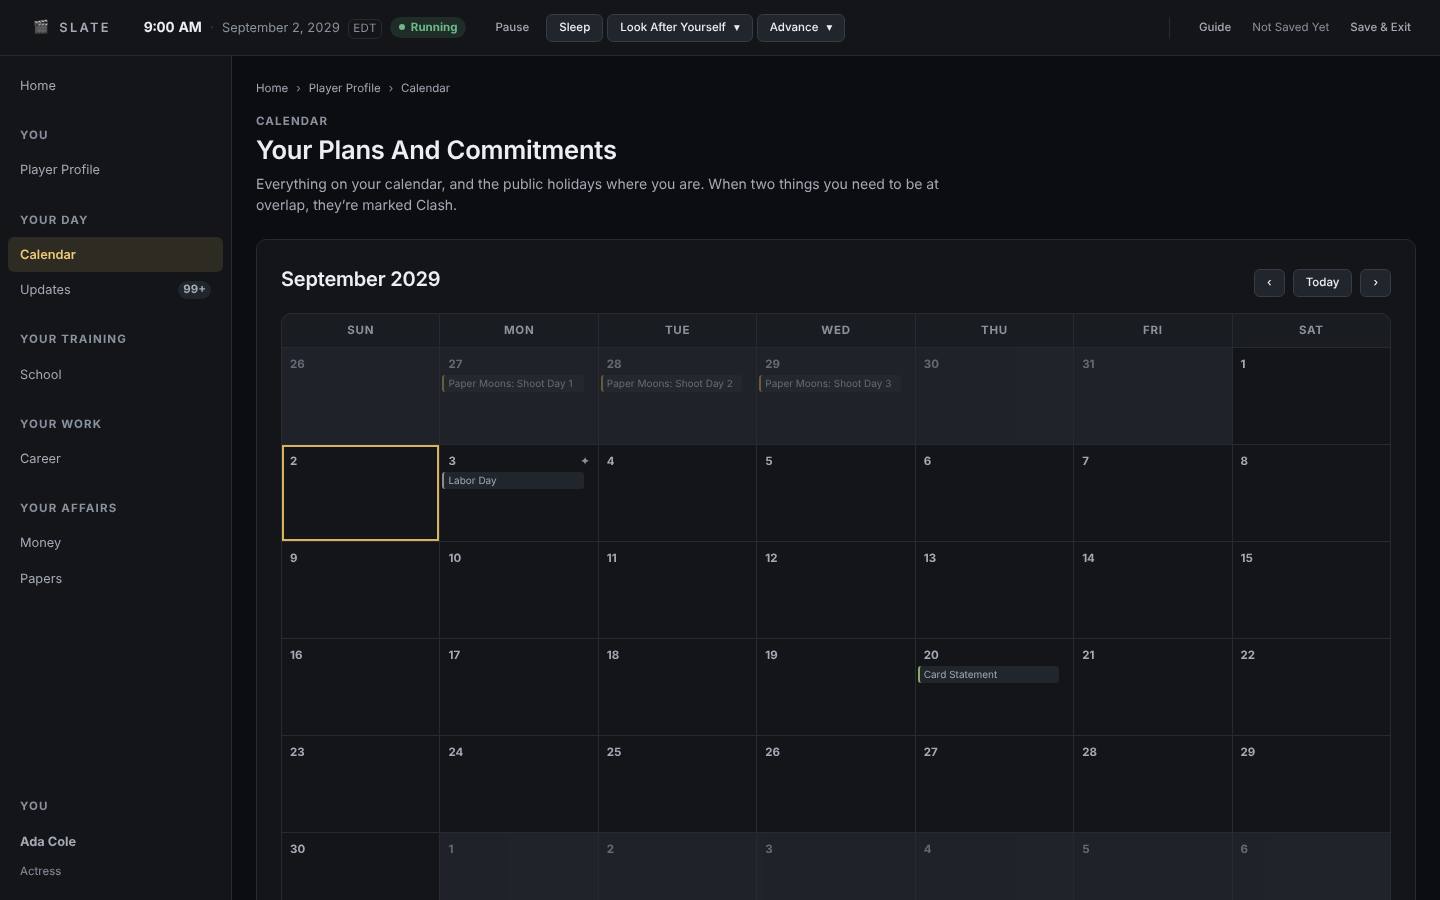 SLATE
9:00 AM · September 2, 2029 EDT Running Pause Sleep Look After Yourself ▾ Advance ▾ Guide Not Saved Yet Save & Exit
Home
YOU
Player Profile
YOUR DAY
Calendar
Updates 99+
YOUR TRAINING
School
YOUR WORK
Career
YOUR AFFAIRS
Money
Papers
YOU
Ada Cole
Actress
Home › Player Profile › Calendar
CALENDAR
Your Plans And Commitments
Everything on your calendar, and the public holidays where you are. When two things you need to be at
overlap, they’re marked Clash.
September 2029
‹ Today ›
SUN MON TUE WED THU FRI SAT
26 27 28 29 30 31 1
Paper Moons: Shoot Day 1 Paper Moons: Shoot Day 2 Paper Moons: Shoot Day 3
2 3 4 5 6 7 8
Labor Day
9 10 11 12 13 14 15
16 17 18 19 20 21 22
Card Statement
23 24 25 26 27 28 29
30 1 2 3 4 5 6